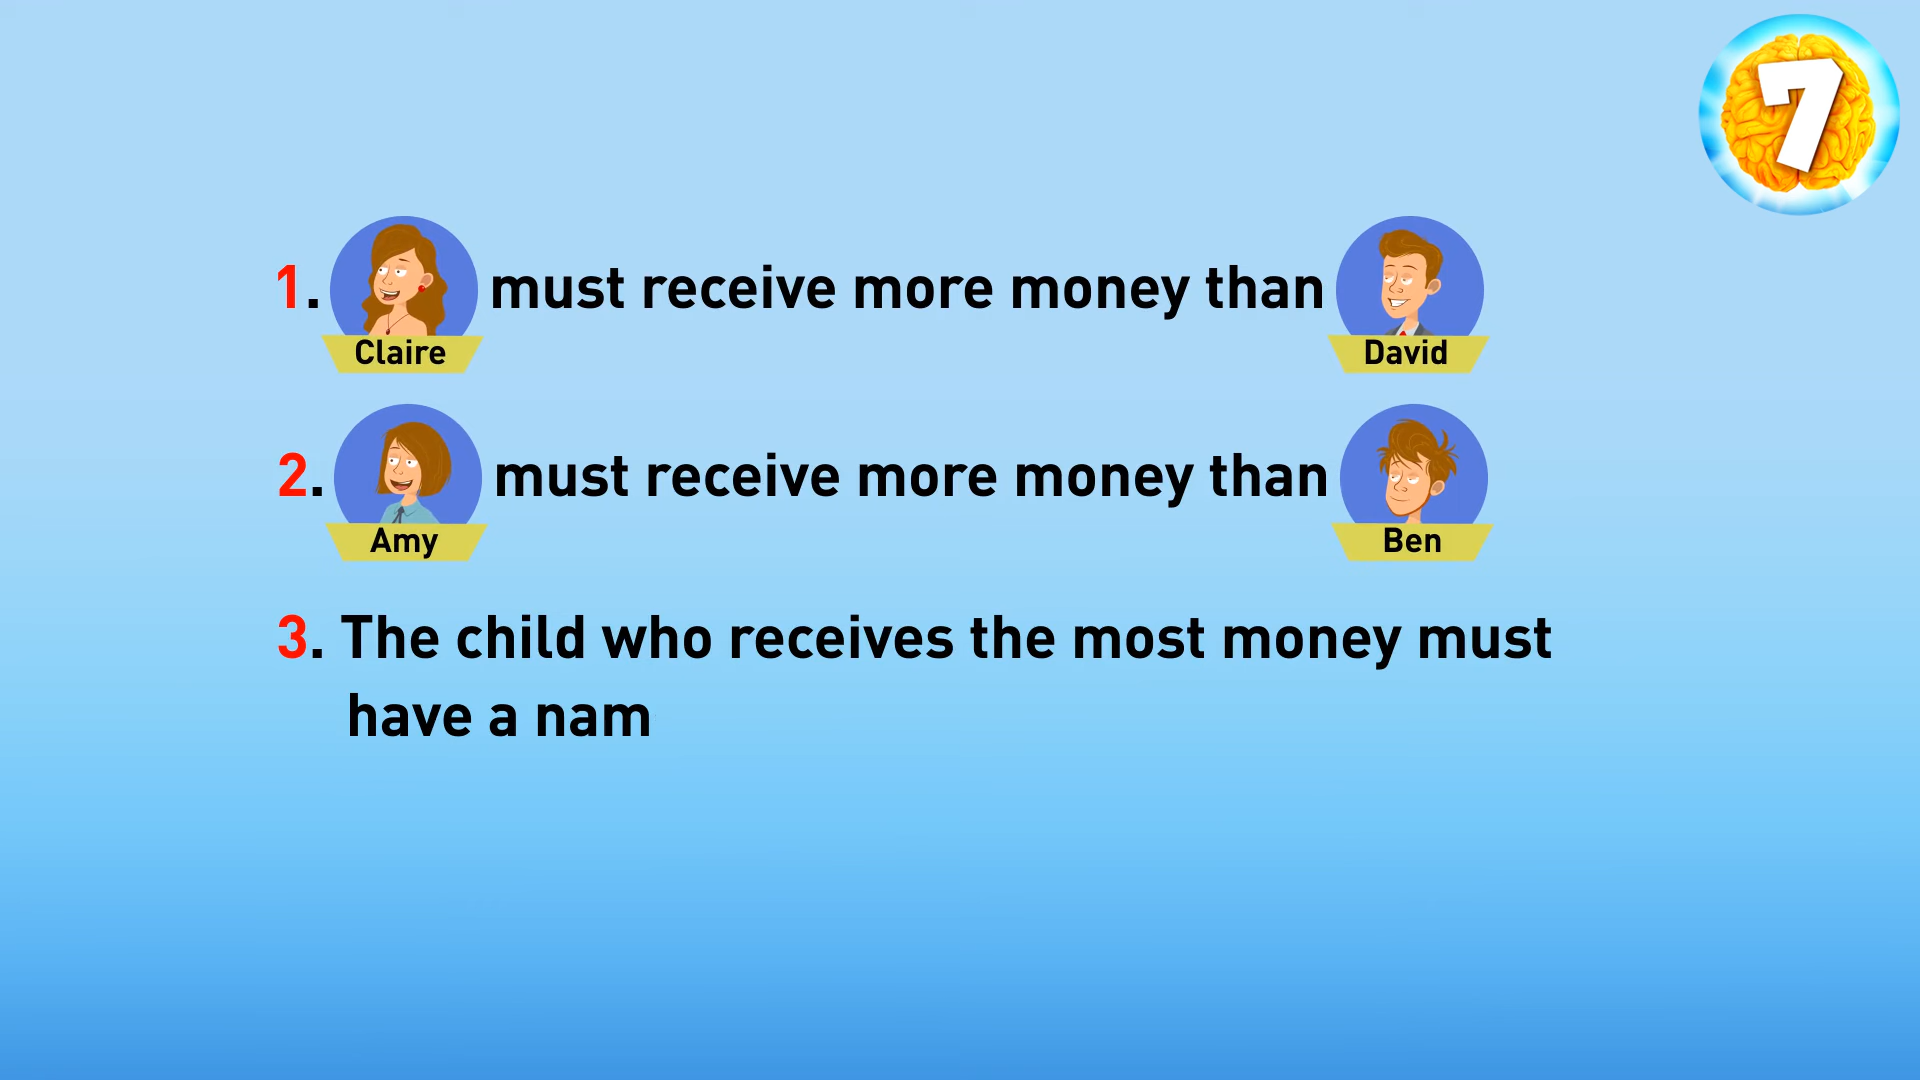 7
1. must receive more money than
Claire David
2. must receive more money than
Amy Ben
3. The child who receives the most money must
have a nam